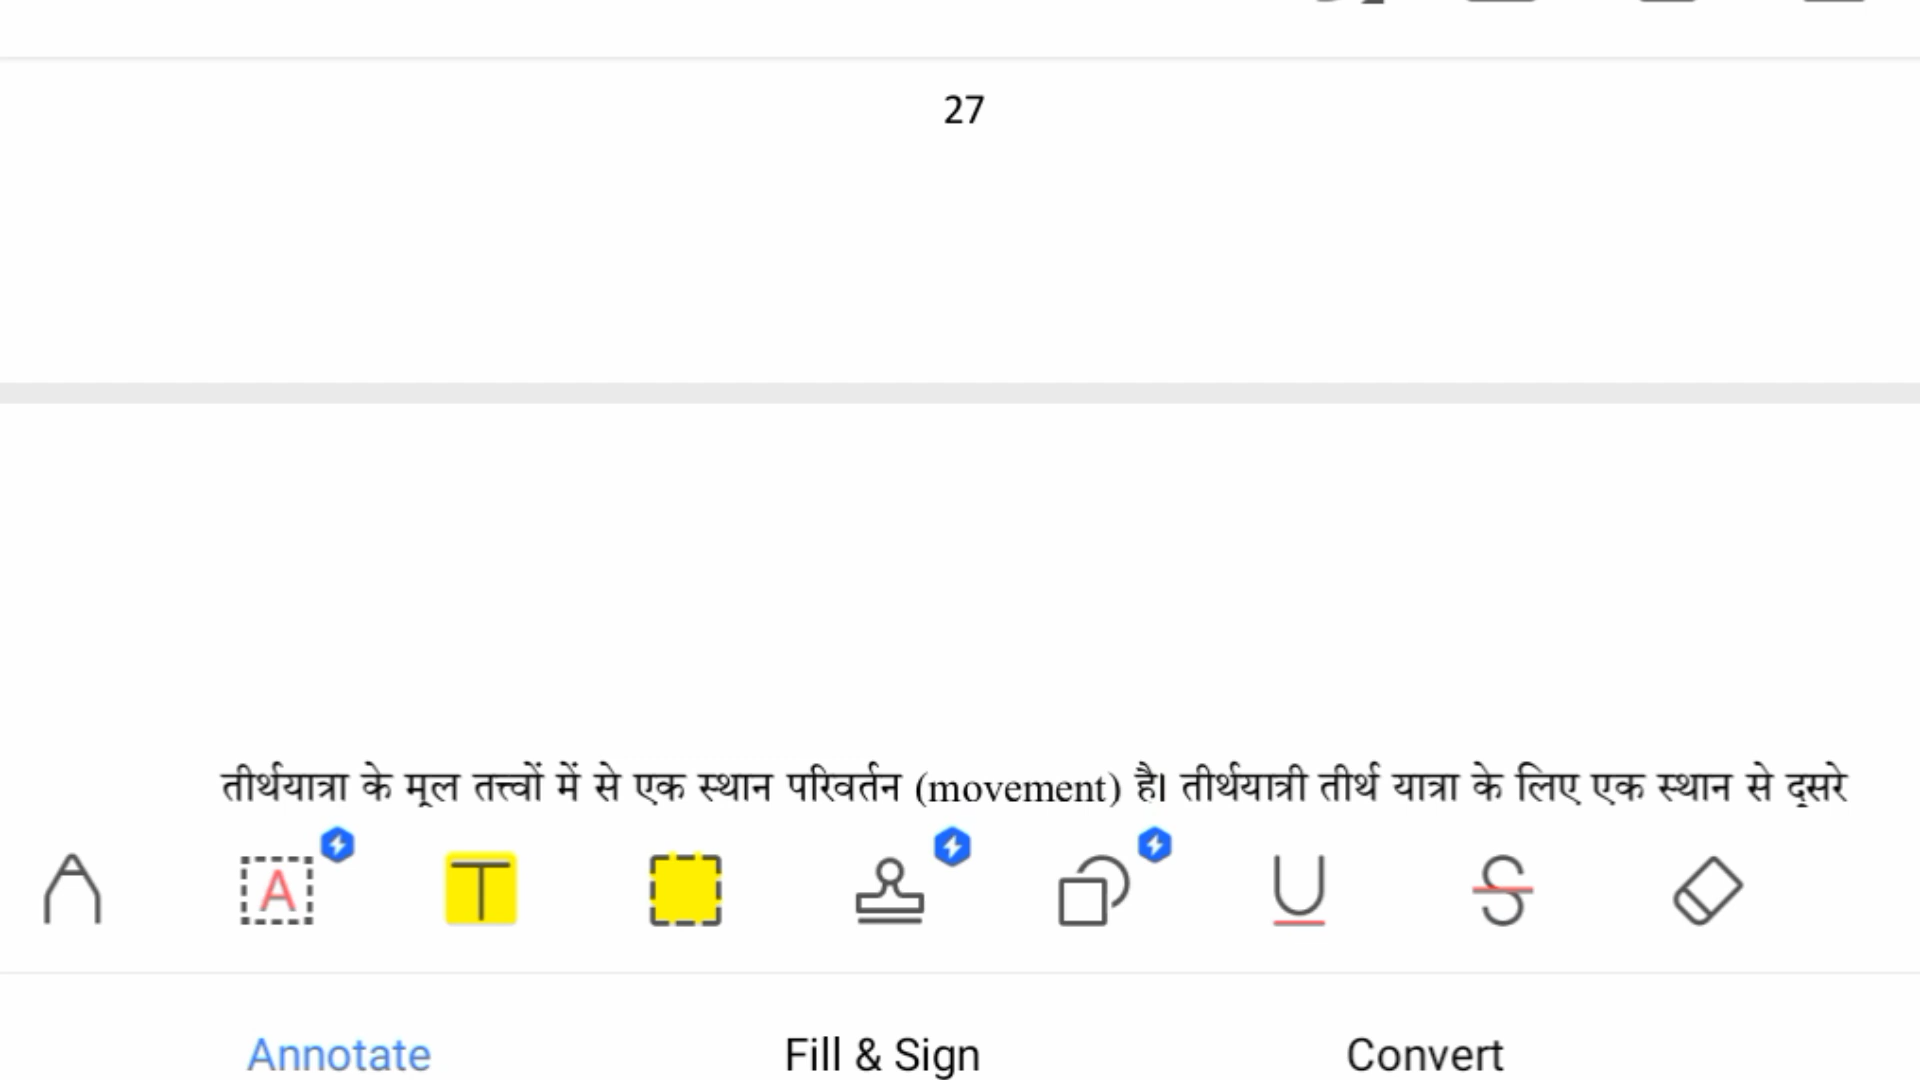 27
तीर्थयात्रा के मूल तत्त्वों में से एक स्थान परिवर्तन (movement) है। तीर्थयात्री तीर्थ यात्रा के लिए एक स्थान से दूसरे
A T U S
Annotate Fill & Sign Convert